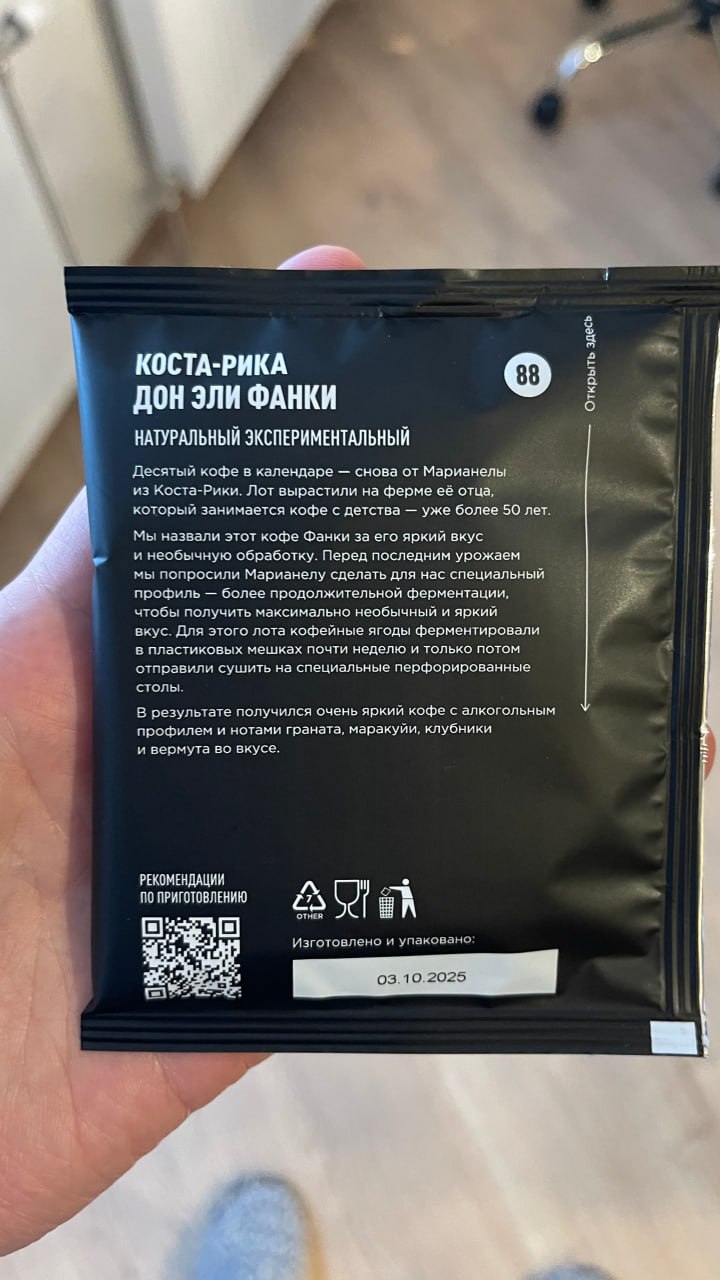 КОСТА-РИКА
ДОН ЭЛИ ФАНКИ
88
Открыть здесь
НАТУРАЛЬНЫЙ ЭКСПЕРИМЕНТАЛЬНЫЙ
Десятый кофе в календаре — снова от Марианелы
из Коста-Рики. Лот вырастили на ферме её отца,
который занимается кофе с детства — уже более 50 лет.
Мы назвали этот кофе Фанки за его яркий вкус
и необычную обработку. Перед последним урожаем
мы попросили Марианелу сделать для нас специальный
профиль — более продолжительной ферментации,
чтобы получить максимально необычный и яркий
вкус. Для этого лота кофейные ягоды ферментировали
в пластиковых мешках почти неделю и только потом
отправили сушить на специальные перфорированные
столы.
В результате получился очень яркий кофе с алкогольным
профилем и нотами граната, маракуйи, клубники
и вермута во вкусе.
РЕКОМЕНДАЦИИ
ПО ПРИГОТОВЛЕНИЮ
7
OTHER
Изготовлено и упаковано:
03.10.2025